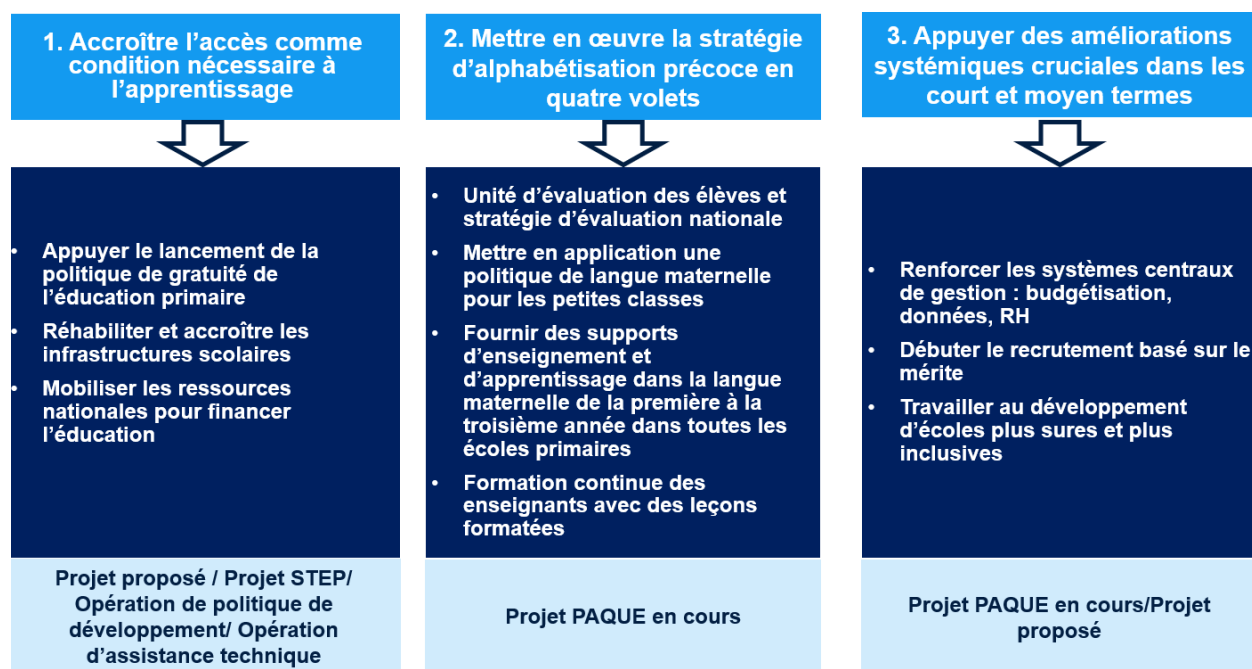 1. Accroître l’accès comme
condition nécessaire à
l’apprentissage
• Appuyer le lancement de la
politique de gratuité de
l’éducation primaire
• Réhabiliter et accroître les
infrastructures scolaires
• Mobiliser les ressources
nationales pour financer
l’éducation
Projet proposé / Projet STEP/
Opération de politique de
développement/ Opération
d’assistance technique
2. Mettre en œuvre la stratégie
d’alphabétisation précoce en
quatre volets
• Unité d’évaluation des élèves et
stratégie d’évaluation nationale
• Mettre en application une
politique de langue maternelle
pour les petites classes
• Fournir des supports
d’enseignement et
d’apprentissage dans la langue
maternelle de la première à la
troisième année dans toutes les
écoles primaires
• Formation continue des
enseignants avec des leçons
formatées
Projet PAQUE en cours
3. Appuyer des améliorations
systémiques cruciales dans les
court et moyen termes
• Renforcer les systèmes centraux
de gestion : budgétisation,
données, RH
• Débuter le recrutement basé sur le
mérite
• Travailler au développement
d’écoles plus sures et plus
inclusives
Projet PAQUE en cours/Projet
proposé